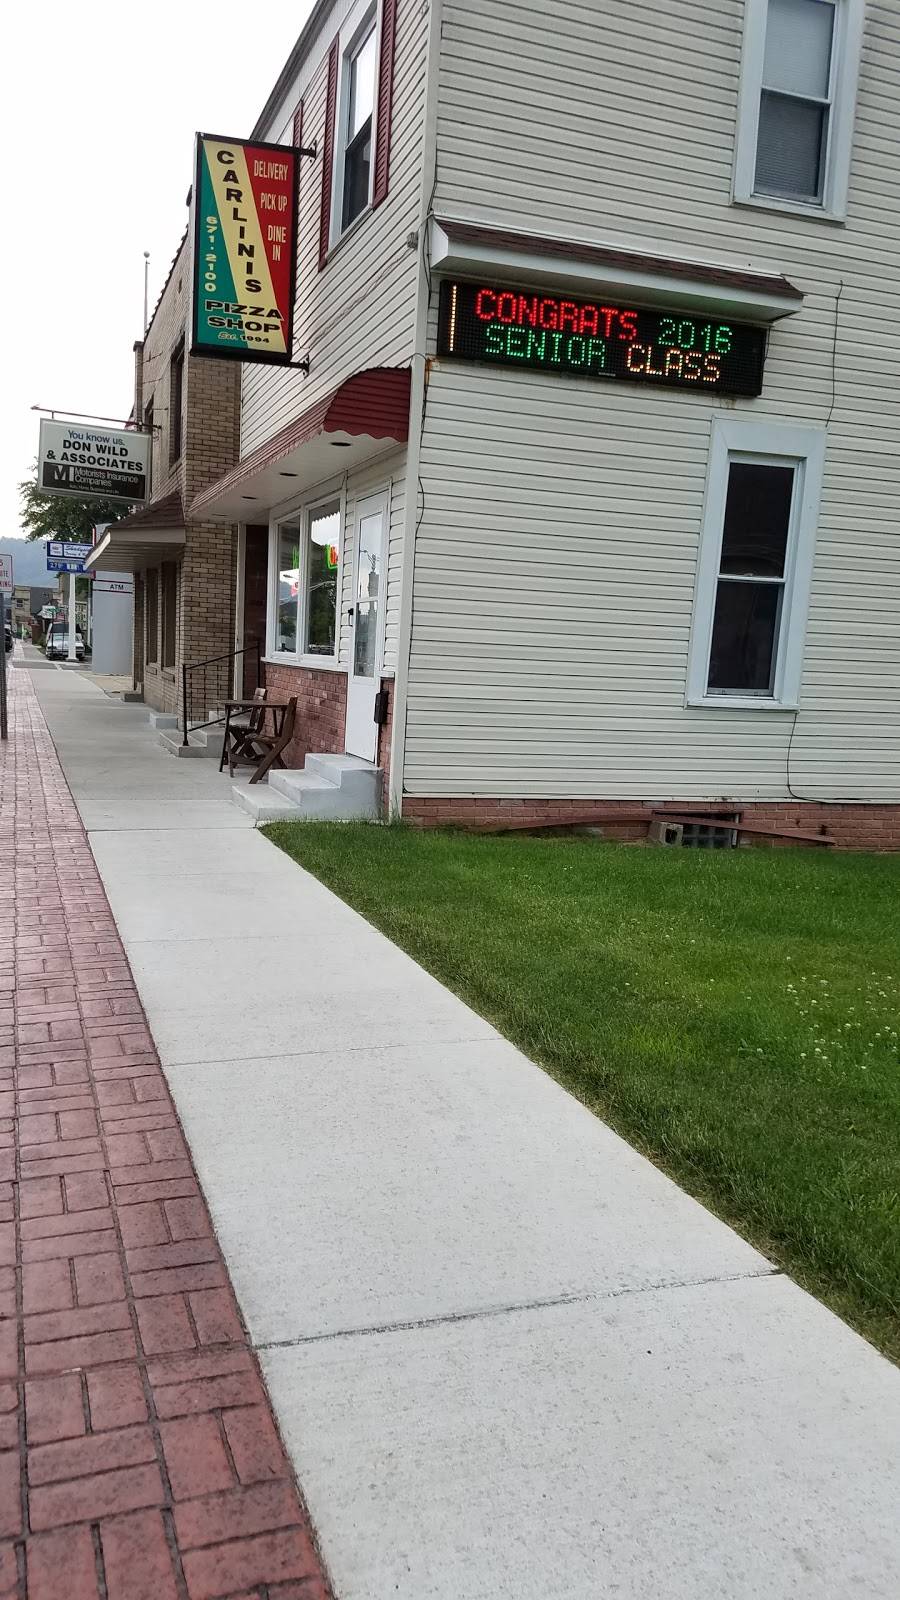 CARLINIS
DELIVERY
PICK UP
DINE
IN
671·2100
PIZZA
SHOP
Est. 1994
CONGRATS 2016
SENIOR CLASS
You know us.
DON WILD
& ASSOCIATES
Motorists Insurance
Companies
ATM